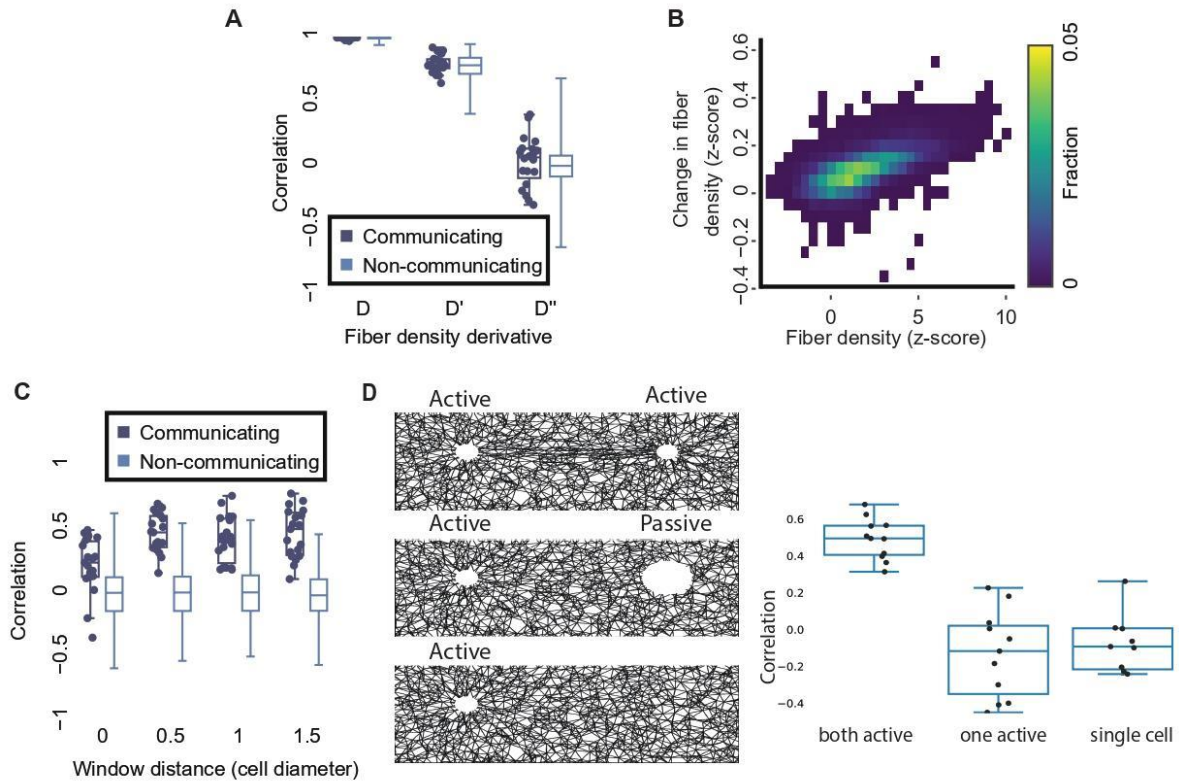 A
1
0.5
0
−0.5
−1
Correlation
Communicating
Non-communicating
D
D'
D"
Fiber density derivative
B
0.6
0.4
0.2
0
−0.2
−0.4
Change in fiber
density (z-score)
0
5
10
Fiber density (z-score)
0.05
0
Fraction
C
Communicating
Non-communicating
1
0.5
0
−0.5
−1
Correlation
0
0.5
1
1.5
Window distance (cell diameter)
D
Active
Active
Active
Passive
Active
0.6
0.4
0.2
0.0
−0.2
−0.4
Correlation
both active
one active
single cell